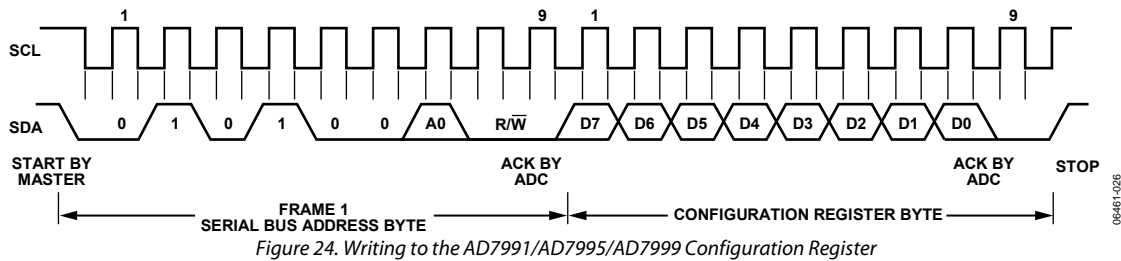 1 9 1 9
SCL
SDA 0 1 0 1 0 0 A0 R/W̅ D7 D6 D5 D4 D3 D2 D1 D0
START BY
MASTER
ACK BY
ADC
ACK BY
ADC
STOP
FRAME 1
SERIAL BUS ADDRESS BYTE
CONFIGURATION REGISTER BYTE
06461-026
Figure 24. Writing to the AD7991/AD7995/AD7999 Configuration Register